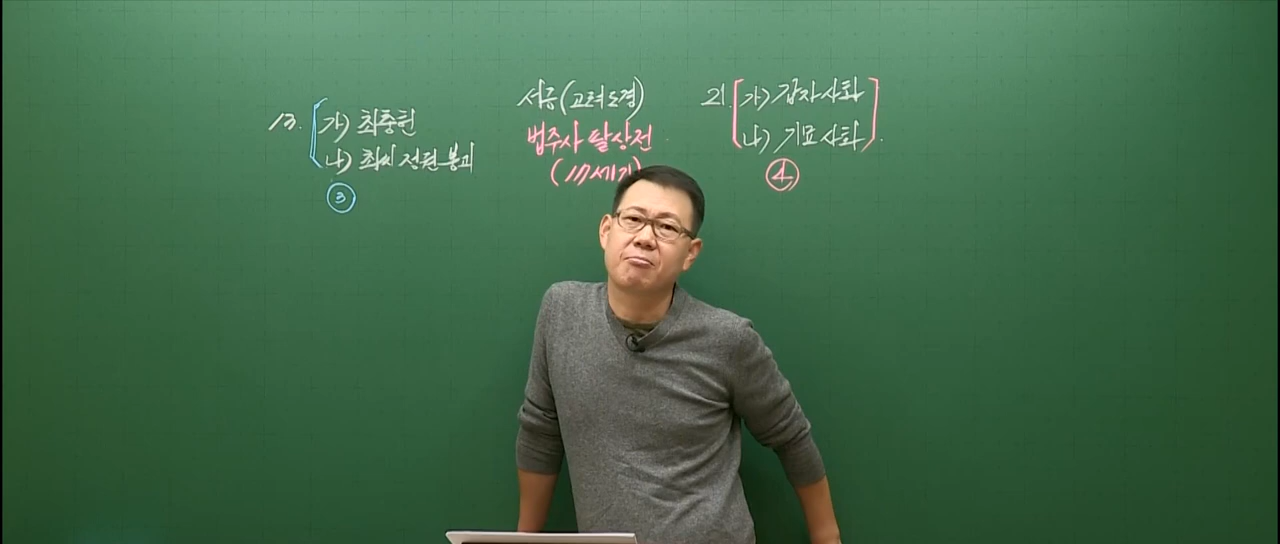 13. 가) 최충헌
나) 최씨 정권 붕괴
③
서긍(고려도경)
법주사 팔상전
(17세기)
21. 가) 갑자사화
나) 기묘사화
④